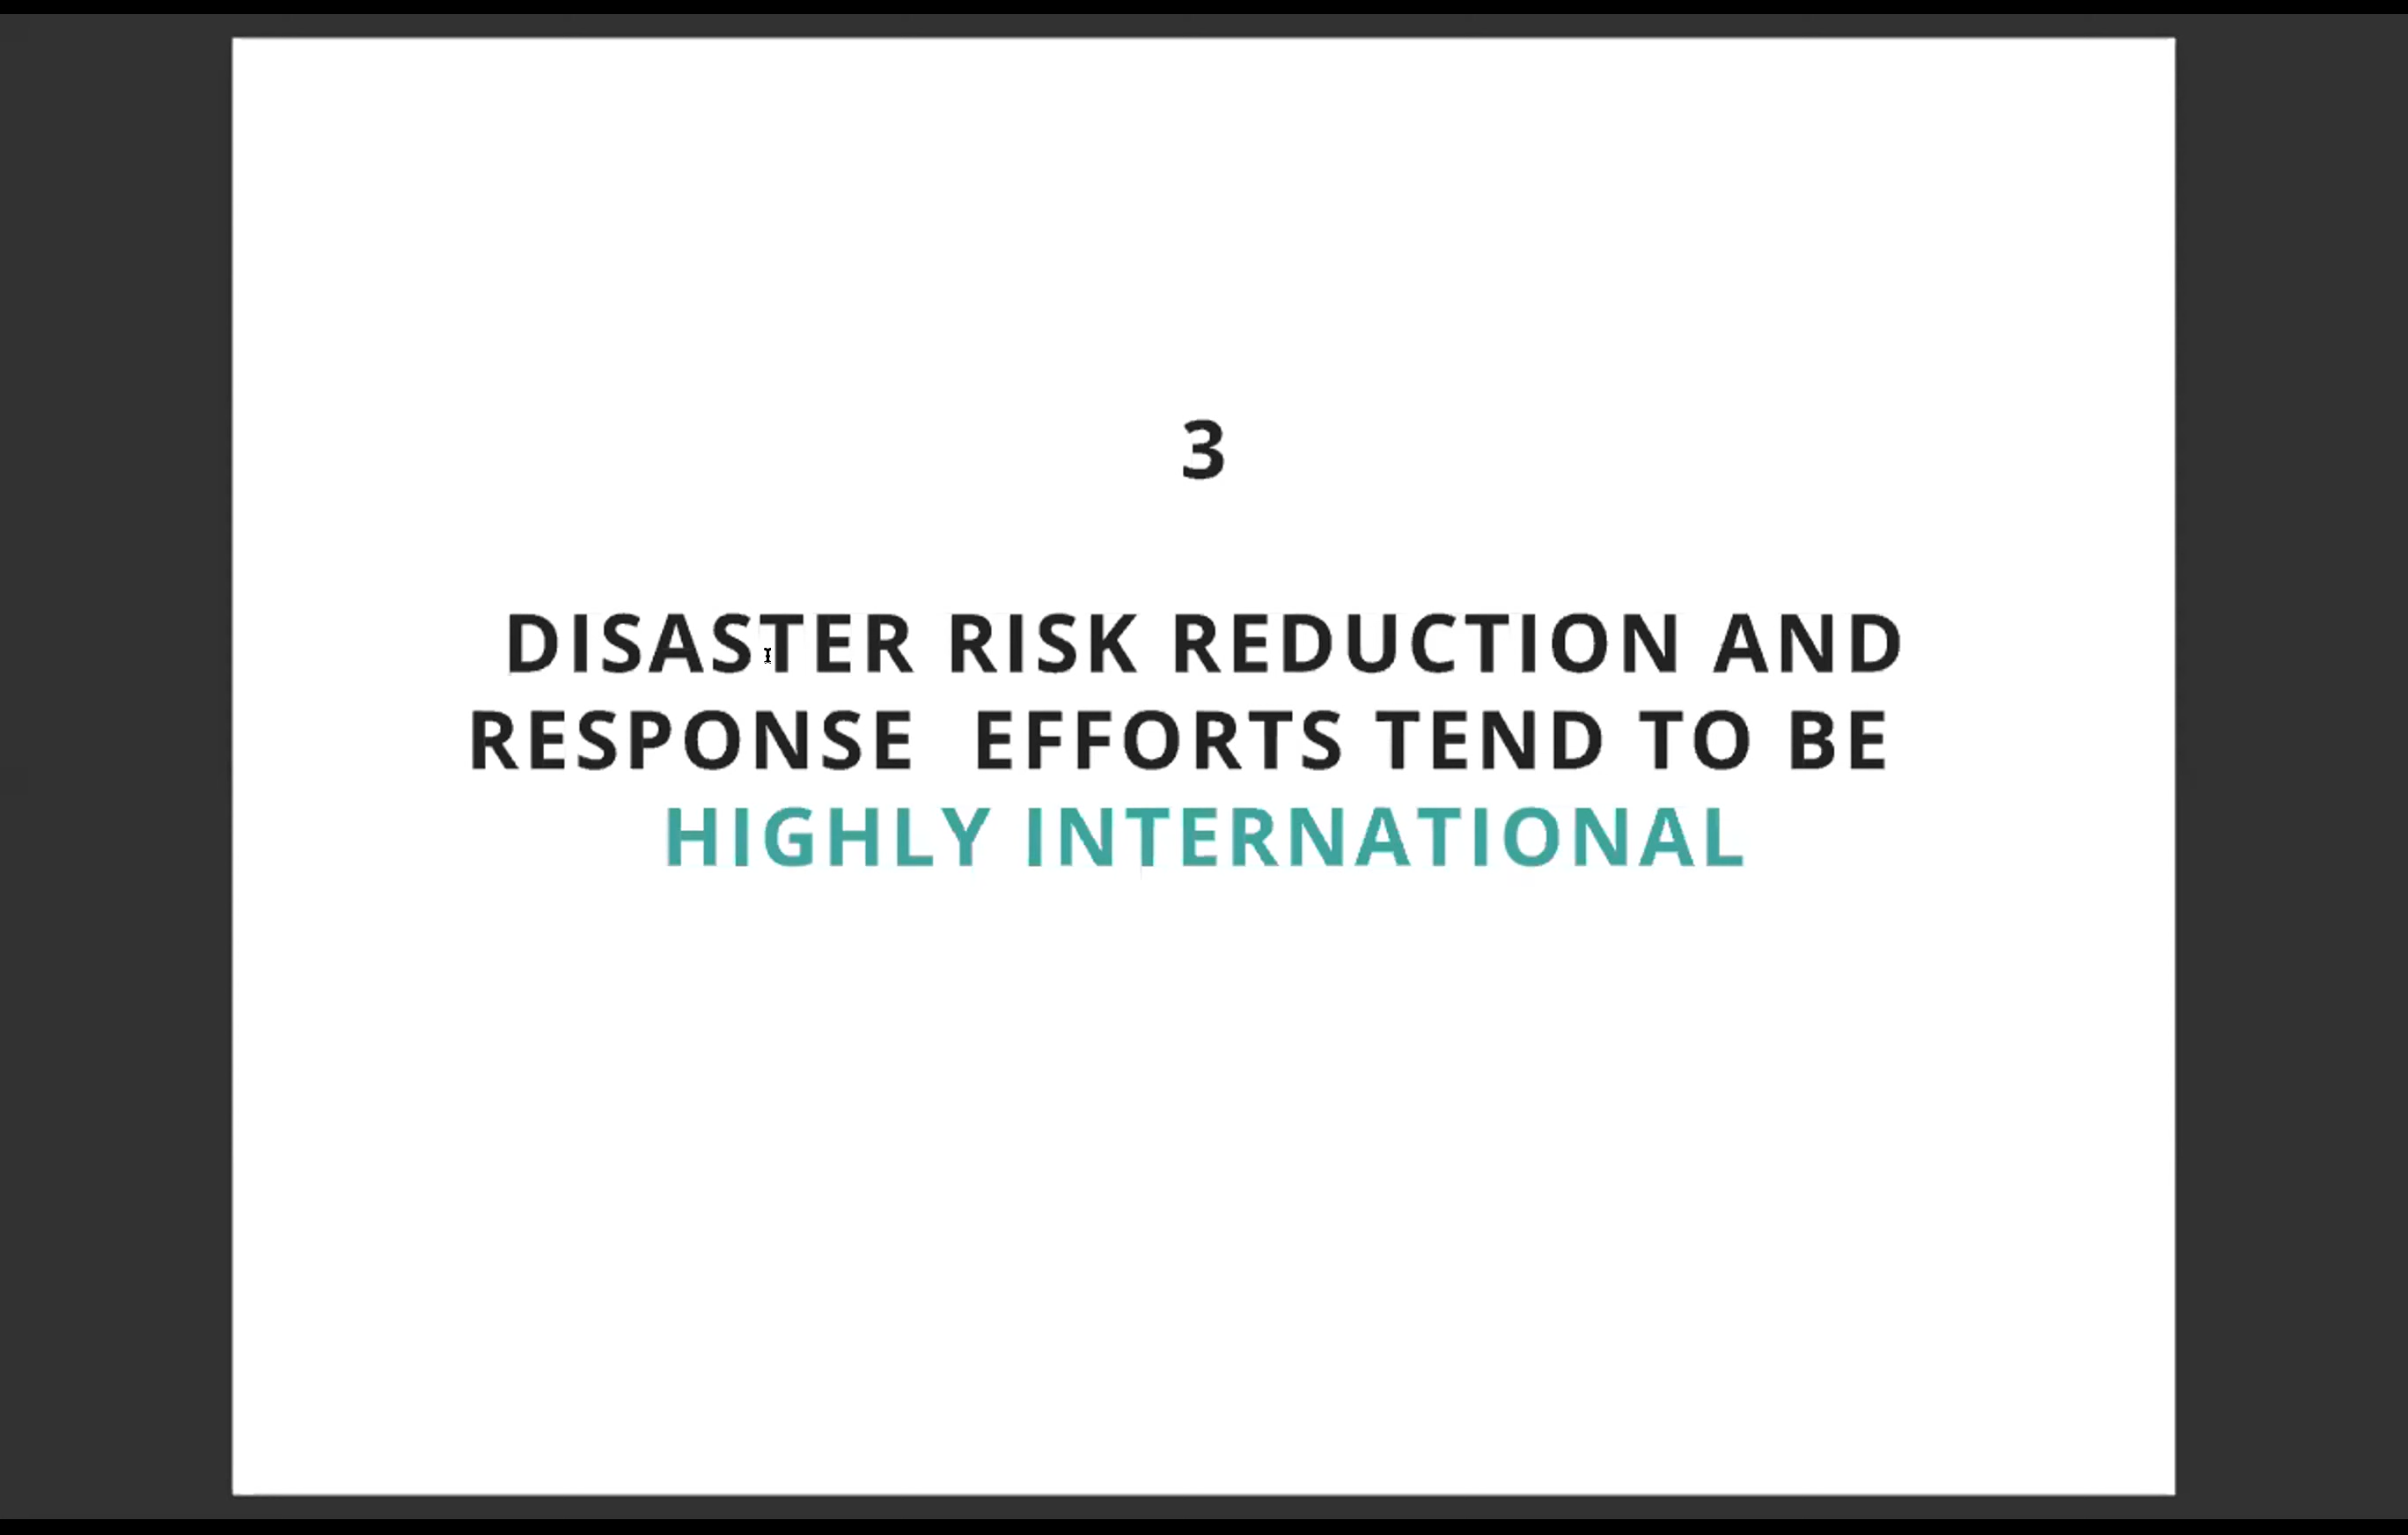 3
DISASTER RISK REDUCTION AND
RESPONSE  EFFORTS TEND TO BE
HIGHLY INTERNATIONAL